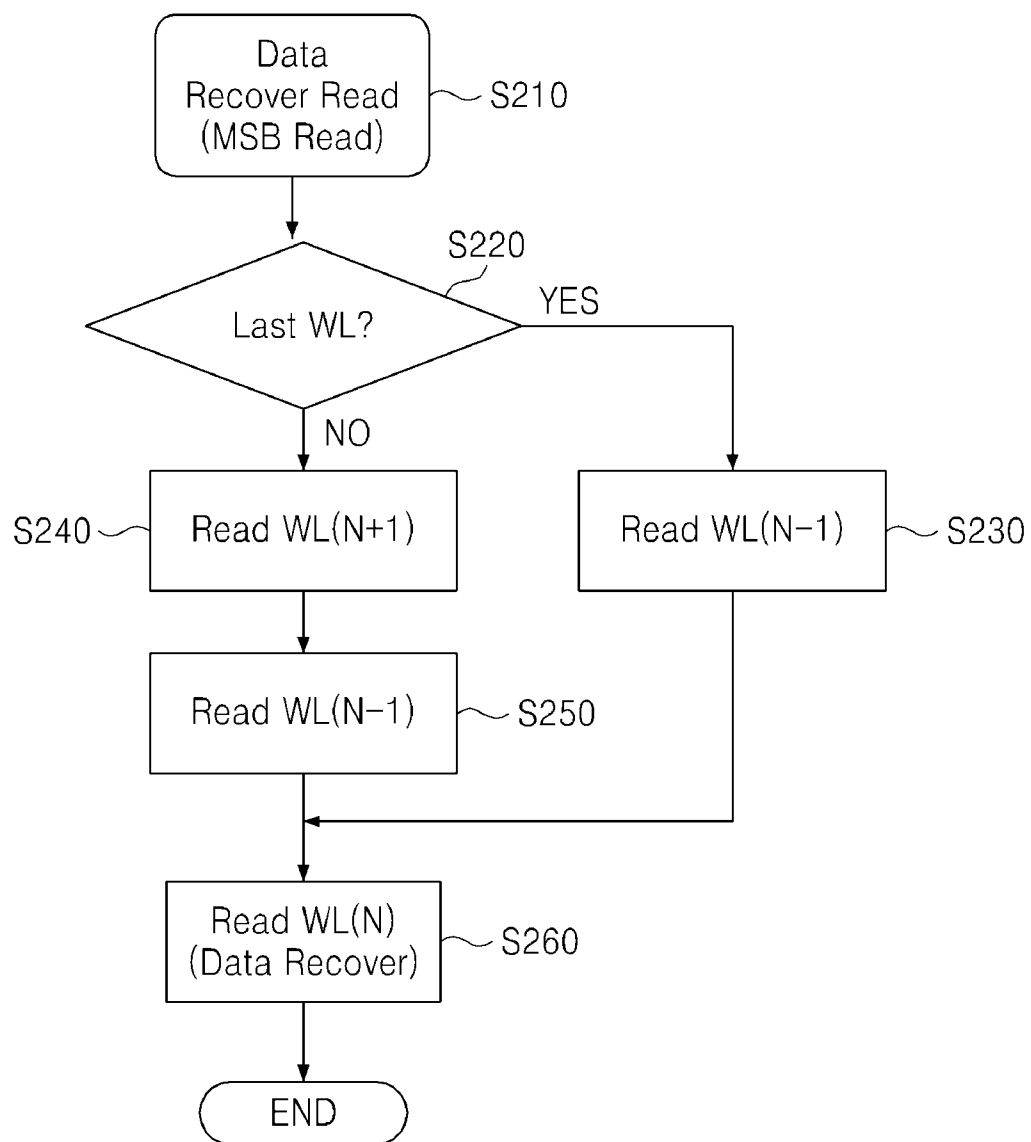 Data
Recover Read
(MSB Read)
S210
S220
Last WL?
YES
NO
S240
Read WL(N+1)
Read WL(N−1)
S230
Read WL(N−1)
S250
Read WL(N)
(Data Recover)
S260
END